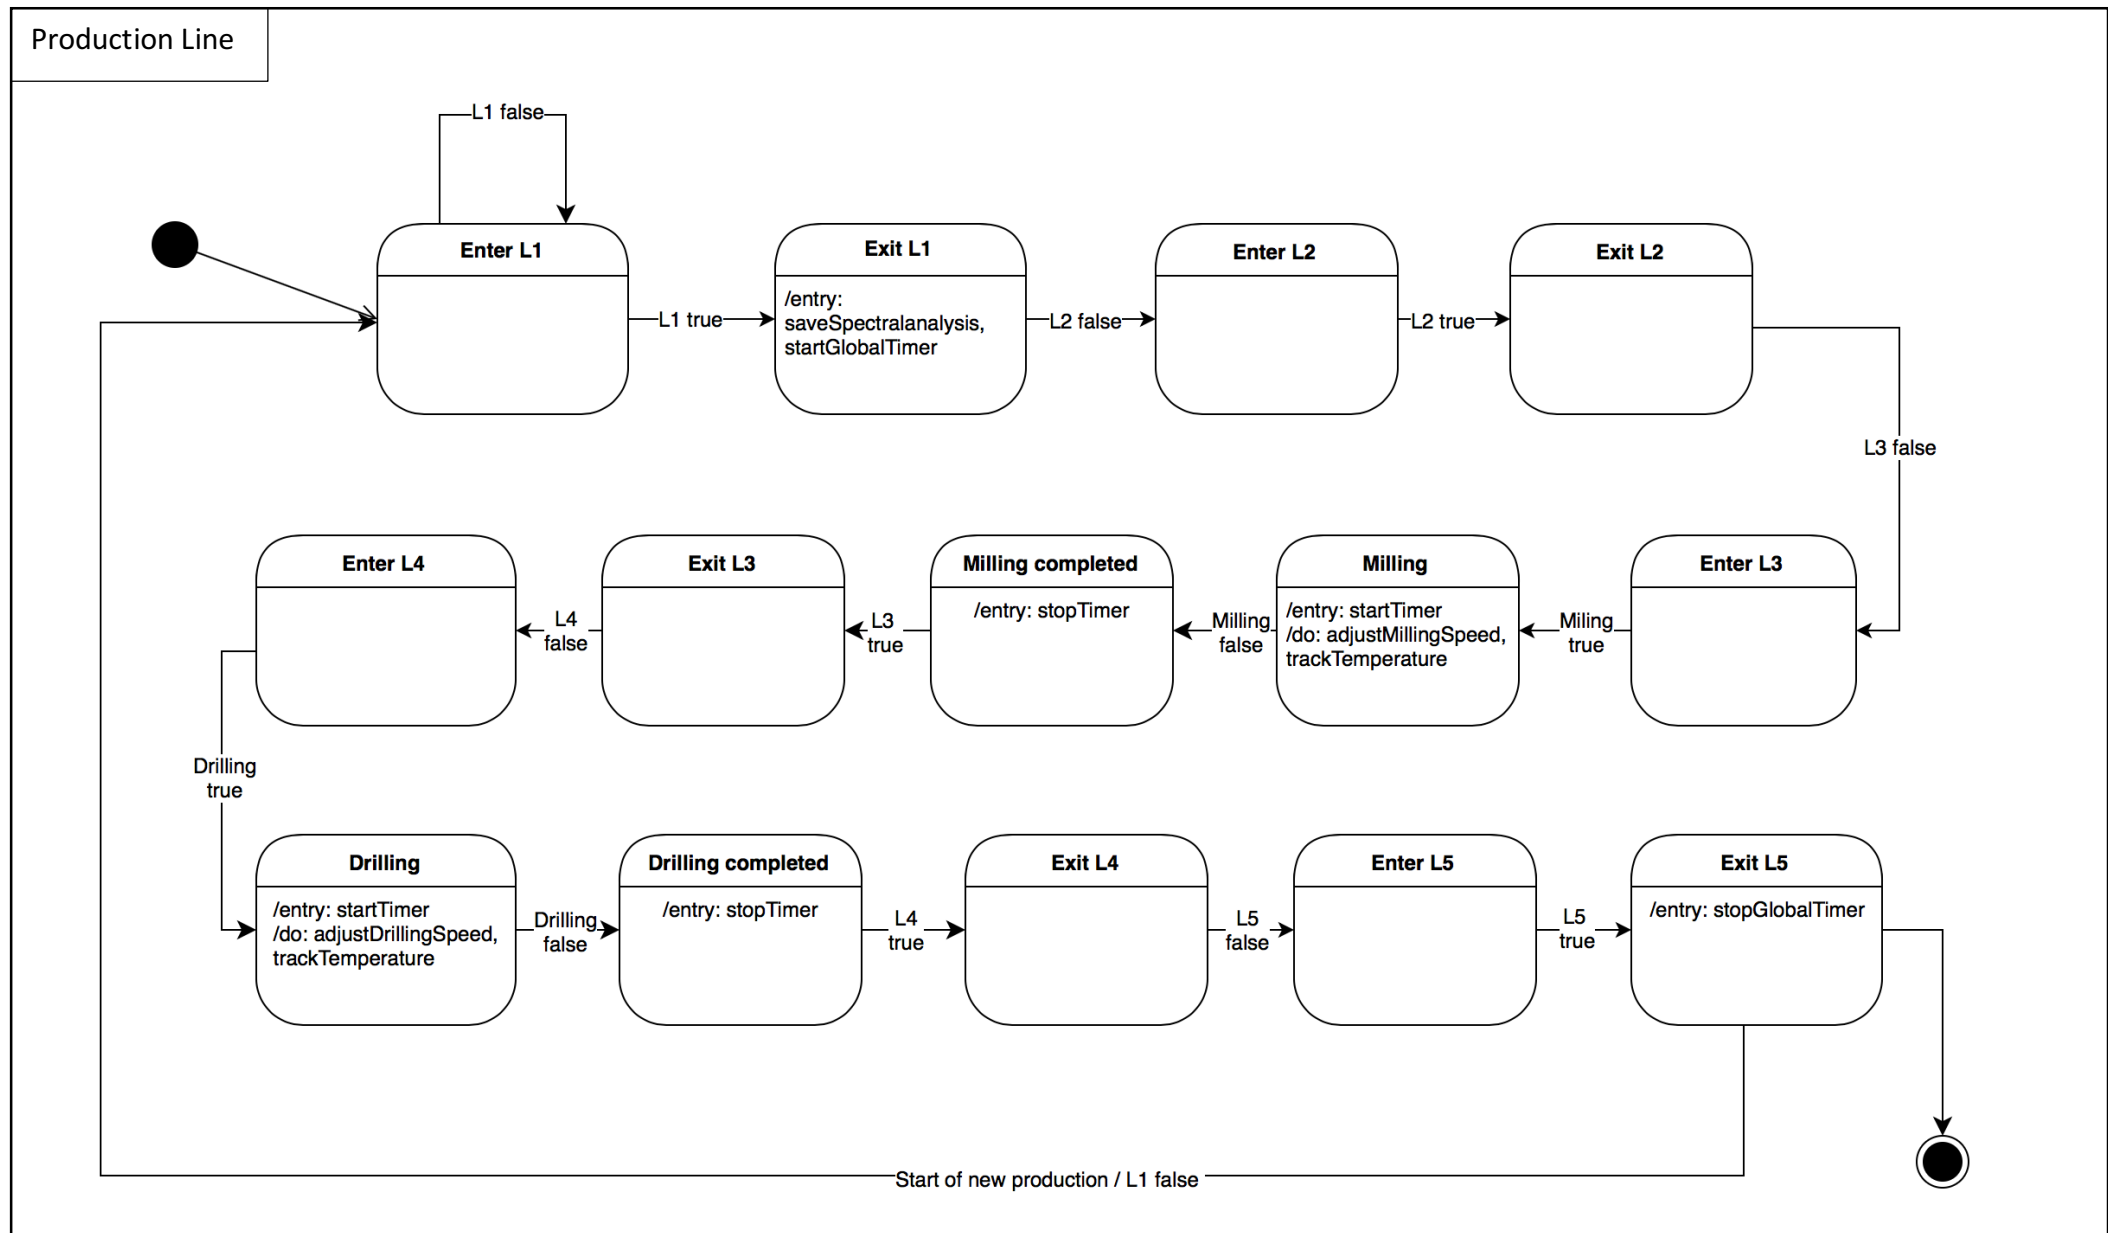 Production Line
L1 false
Enter L1
L1 true
Exit L1
/entry:
saveSpectralanalysis,
startGlobalTimer
L2 false
Enter L2
L2 true
Exit L2
L3 false
Enter L3
Miling
true
Milling
/entry: startTimer
/do: adjustMillingSpeed,
trackTemperature
Milling
false
Milling completed
/entry: stopTimer
L3
true
Exit L3
L4
false
Enter L4
Drilling
true
Drilling
/entry: startTimer
/do: adjustDrillingSpeed,
trackTemperature
Drilling
false
Drilling completed
/entry: stopTimer
L4
true
Exit L4
L5
false
Enter L5
L5
true
Exit L5
/entry: stopGlobalTimer
Start of new production / L1 false